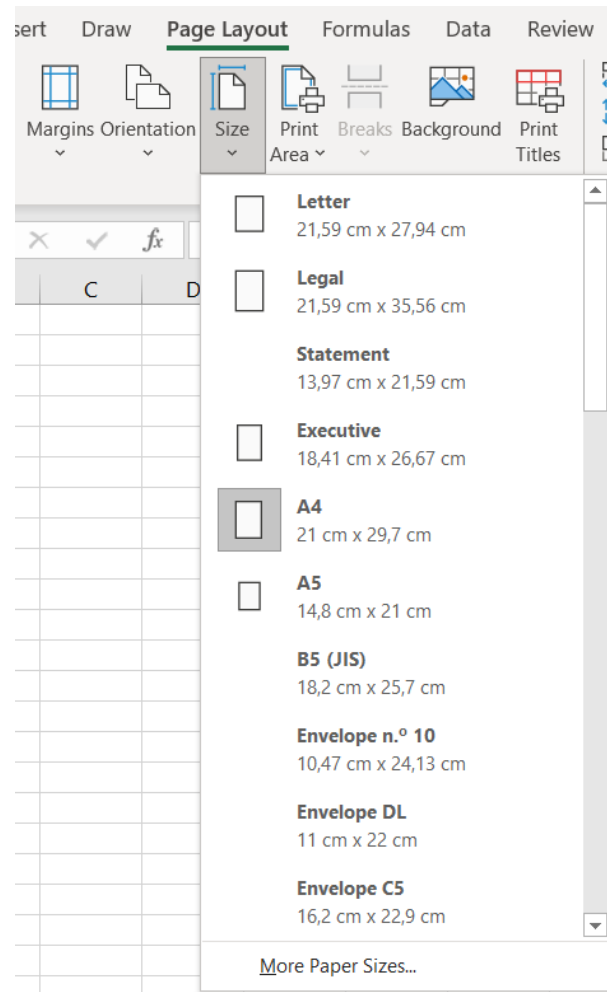 sert Draw Page Layout Formulas Data Review
Margins Orientation Size Print Breaks Background Print
Area Titles
fx
C D
Letter
21,59 cm x 27,94 cm
Legal
21,59 cm x 35,56 cm
Statement
13,97 cm x 21,59 cm
Executive
18,41 cm x 26,67 cm
A4
21 cm x 29,7 cm
A5
14,8 cm x 21 cm
B5 (JIS)
18,2 cm x 25,7 cm
Envelope n.º 10
10,47 cm x 24,13 cm
Envelope DL
11 cm x 22 cm
Envelope C5
16,2 cm x 22,9 cm
More Paper Sizes...